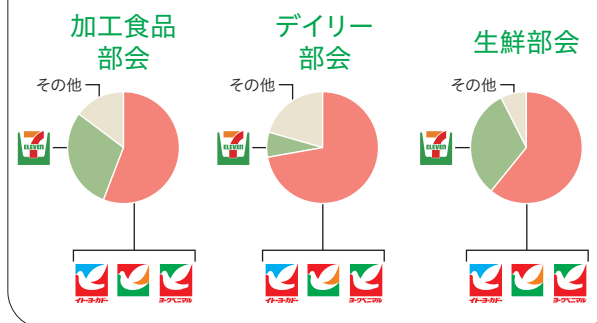 加工食品
部会
デイリー
部会
生鮮部会
その他
その他
その他
7
ELEVEN
7
ELEVEN
7
ELEVEN
イトーヨーカドー
ヨークベニマル
イトーヨーカドー
ヨークベニマル
イトーヨーカドー
ヨークベニマル